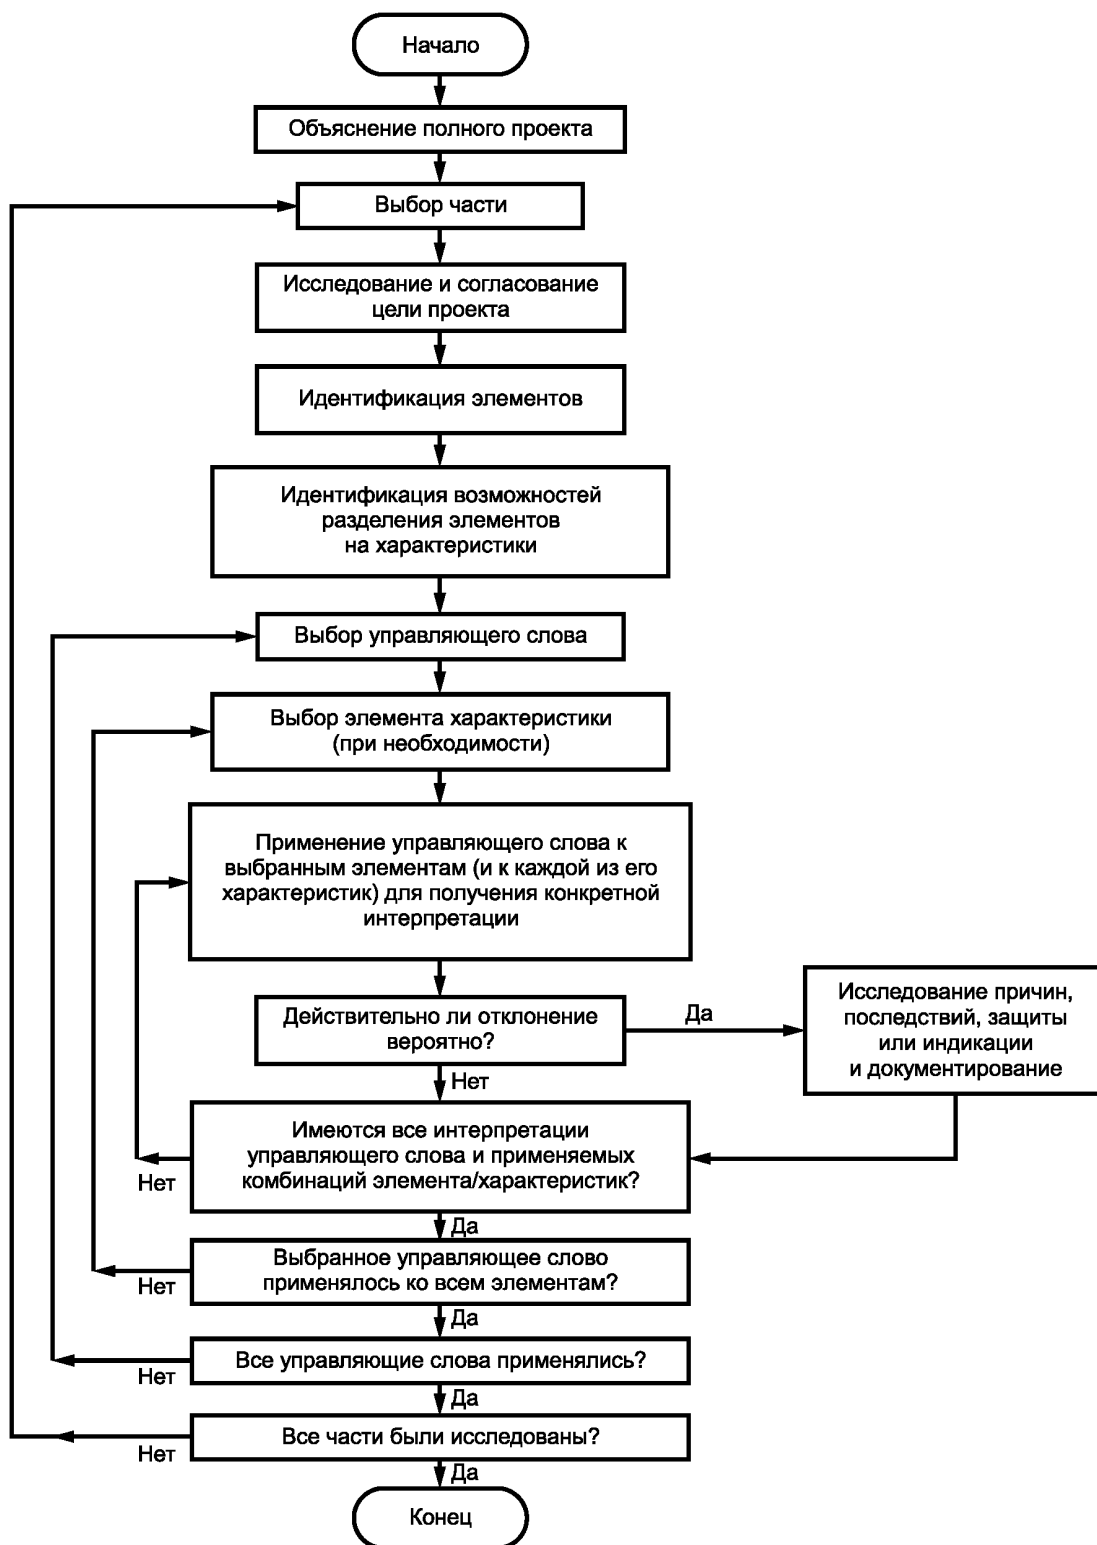 Начало
Объяснение полного проекта
Выбор части
Исследование и согласование
цели проекта
Идентификация элементов
Идентификация возможностей
разделения элементов
на характеристики
Выбор управляющего слова
Выбор элемента характеристики
(при необходимости)
Применение управляющего слова к
выбранным элементам (и к каждой из его
характеристик) для получения конкретной
интерпретации
Действительно ли отклонение
вероятно?
Да
Исследование причин,
последствий, защиты
или индикации
и документирование
Нет
Имеются все интерпретации
управляющего слова и применяемых
комбинаций элемента/характеристик?
Нет
Да
Выбранное управляющее слово
применялось ко всем элементам?
Нет
Да
Все управляющие слова применялись?
Нет
Да
Все части были исследованы?
Нет
Да
Конец